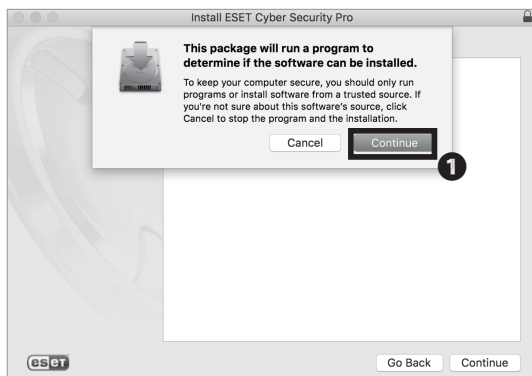 Install ESET Cyber Security Pro
This package will run a program to
determine if the software can be installed.
To keep your computer secure, you should only run
programs or install software from a trusted source. If
you're not sure about this software's source, click
Cancel to stop the program and the installation.
Cancel
Continue
1
eset
Go Back
Continue